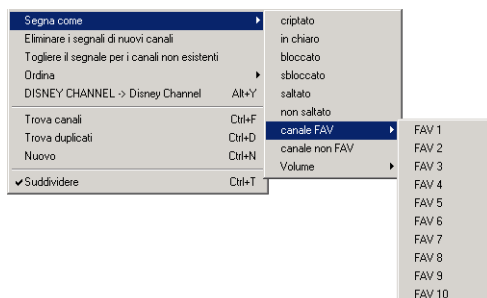 Segna come
Eliminare i segnali di nuovi canali
Togliere il segnale per i canali non esistenti
Ordina
DISNEY CHANNEL -> Disney Channel Alt+Y
Trova canali Ctrl+F
Trova duplicati Ctrl+D
Nuovo Ctrl+N
Suddividere Ctrl+T
criptato
in chiaro
bloccato
sbloccato
saltato
non saltato
canale FAV
canale non FAV
Volume
FAV 1
FAV 2
FAV 3
FAV 4
FAV 5
FAV 6
FAV 7
FAV 8
FAV 9
FAV 10